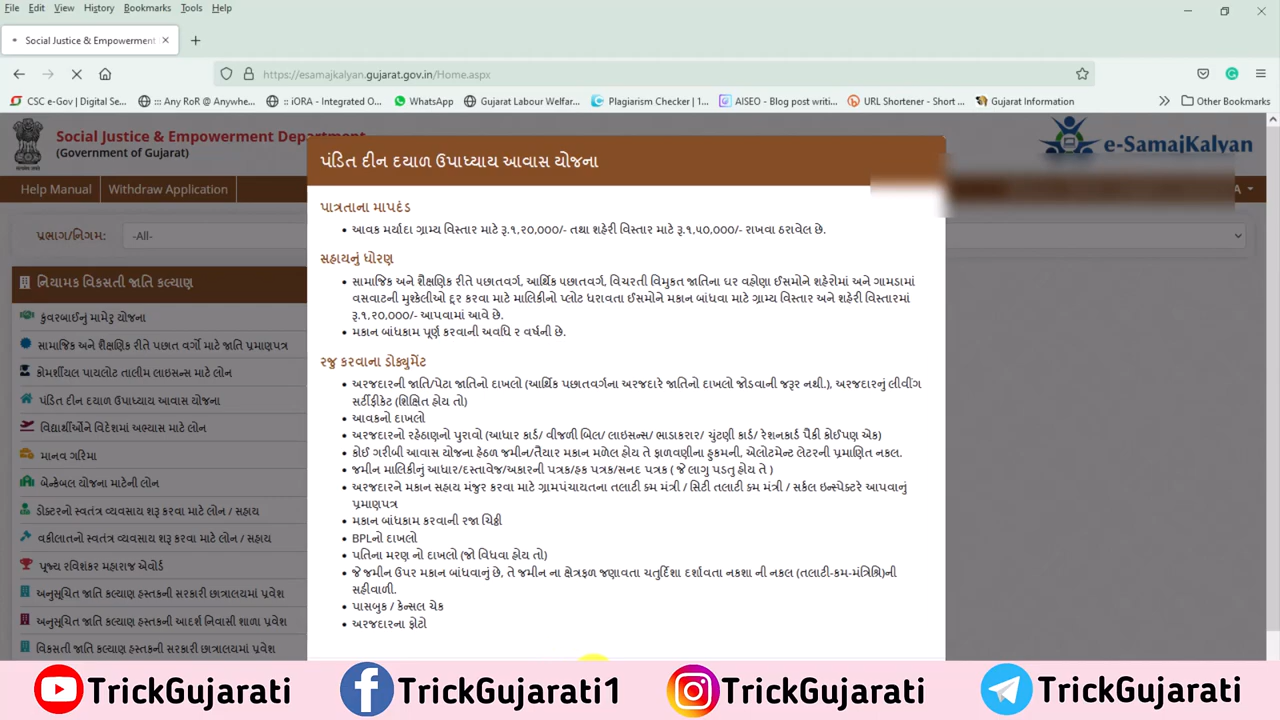 File Edit View History Bookmarks Tools Help
Social Justice & Empowerment
https://esamajkalyan.gujarat.gov.in/Home.aspx
CSC e-Gov | Digital Se... ::: Any RoR @ Anywhe... :: iORA - Integrated O... WhatsApp Gujarat Labour Welfar... Plagiarism Checker | 1... AISEO - Blog post writi... URL Shortener - Short ... Gujarat Information Other Bookmarks
Social Justice & Empowerment Department
(Government of Gujarat)
e-SamajKalyan
Help Manual Withdraw Application
પ્રભાગ/નિગમ: -All-
નિયામક વિકસતી જાતિ કલ્યાણ
કુંવરબાઈનું મામેરુ યોજના
સામાજિક અને શૈક્ષણિક રીતે પછાત વર્ગો માટે જાતિ પ્રમાણપત્ર
કોમર્શીયલ પાયલોટ તાલીમ લાઇસન્સ માટે લોન
પંડિત દીન દયાળ ઉપાધ્યાય આવાસ યોજના
વિદ્યાર્થીઓને વિદેશમાં અભ્યાસ માટે લોન
માનવ ગરિમા
બેન્કેબલ યોજના માટેની લોન
ડોક્ટરનો સ્વતંત્ર વ્યવસાય શરૂ કરવા માટે લોન / સહાય
વકીલાતનો સ્વતંત્ર વ્યવસાય શરૂ કરવા માટે લોન / સહાય
પૂજ્ય રવિશંકર મહારાજ એવોર્ડ
અનુસૂચિત જાતિ કલ્યાણ હસ્તકની સરકારી છાત્રાલયમાં પ્રવેશ
અનુસૂચિત જાતિ કલ્યાણ હસ્તકની આદર્શ નિવાસી શાળા પ્રવેશ
વિકસતી જાતિ કલ્યાણ હસ્તકની સરકારી છાત્રાલયમાં પ્રવેશ
પંડિત દીન દયાળ ઉપાધ્યાય આવાસ યોજના
પાત્રતાના માપદંડ
આવક મર્યાદા ગ્રામ્ય વિસ્તાર માટે રૂ.૧,૨૦,૦૦૦/- તથા શહેરી વિસ્તાર માટે રૂ.૧,૫૦,૦૦૦/- રાખવા ઠરાવેલ છે.
સહાયનું ધોરણ
સામાજિક અને શૈક્ષણિક રીતે પછાતવર્ગ, આર્થિક પછાતવર્ગ, વિચરતી વિમુકત જાતિના ઘર વહોણા ઈસમોને શહેરોમાં અને ગામડામાં
વસવાટની મુશ્કેલીઓ દૂર કરવા માટે માલિકીનો પ્લોટ ધરાવતા ઈસમોને મકાન બાંધવા માટે ગ્રામ્ય વિસ્તાર અને શહેરી વિસ્તારમાં
રૂ.૧,૨૦,૦૦૦/- આપવામાં આવે છે.
મકાન બાંધકામ પૂર્ણ કરવાની અવધિ ૨ વર્ષની છે.
રજુ કરવાના ડોક્યુમેંટ
અરજદારની જાતિ/પેટા જાતિનો દાખલો (આર્થિક પછાતવર્ગના અરજદારે જાતિનો દાખલો જોડવાની જરૂર નથી.), અરજદારનું લીવીંગ
સર્ટીફીકેટ (શિક્ષિત હોય તો)
આવકનો દાખલો
અરજદારનો રહેઠાણનો પુરાવો (આધાર કાર્ડ/ વીજળી બિલ/ લાઇસન્સ/ ભાડાકરાર/ ચુંટણી કાર્ડ/ રેશનકાર્ડ પૈકી કોઈપણ એક)
કોઈ ગરીબી આવાસ યોજના હેઠળ જમીન/તૈયાર મકાન મળેલ હોય તે ફાળવણીના હુકમની, એલોટમેન્ટ લેટરની પ્રમાણિત નકલ.
જમીન માલિકીનું આધાર/દસ્તાવેજ/અકારની પત્રક/હક પત્રક/સનદ પત્રક ( જે લાગુ પડતુ હોય તે )
અરજદારને મકાન સહાય મંજુર કરવા માટે ગ્રામપંચાયતના તલાટી ક્મ મંત્રી / સિટી તલાટી ક્મ મંત્રી / સર્કલ ઇન્સ્પેક્ટરે આપવાનું
પ્રમાણપત્ર
મકાન બાંધકામ કરવાની રજા ચિઠ્ઠી
BPLનો દાખલો
પતિના મરણ નો દાખલો (જો વિધવા હોય તો)
જે જમીન ઉપર મકાન બાંધવાનું છે, તે જમીન ના ક્ષેત્રફળ જણાવતા ચતુર્દિશા દર્શાવતા નકશા ની નકલ (તલાટી-કમ-મંત્રિશ્રિ)ની
સહીવાળી.
પાસબુક / કેન્સલ ચેક
અરજદારના ફોટો
TrickGujarati TrickGujarati1 TrickGujarati TrickGujarati